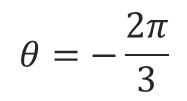 θ = − 2π/3